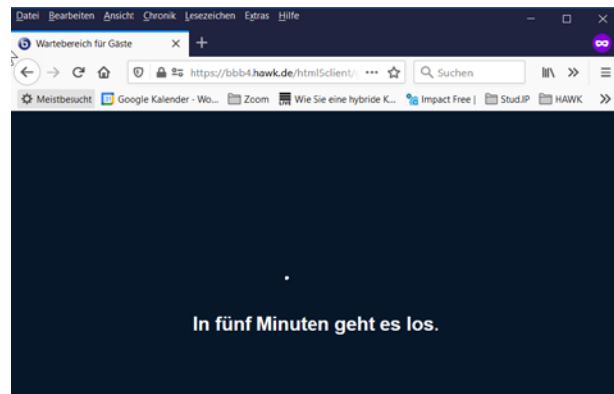 Datei Bearbeiten Ansicht Chronik Lesezeichen Extras Hilfe
Wartebereich für Gäste
https://bbb4.hawk.de/html5client/ Suchen
Meistbesucht Google Kalender - Wo... Zoom Wie Sie eine hybride K... Impact Free | Stud.IP HAWK
In fünf Minuten geht es los.